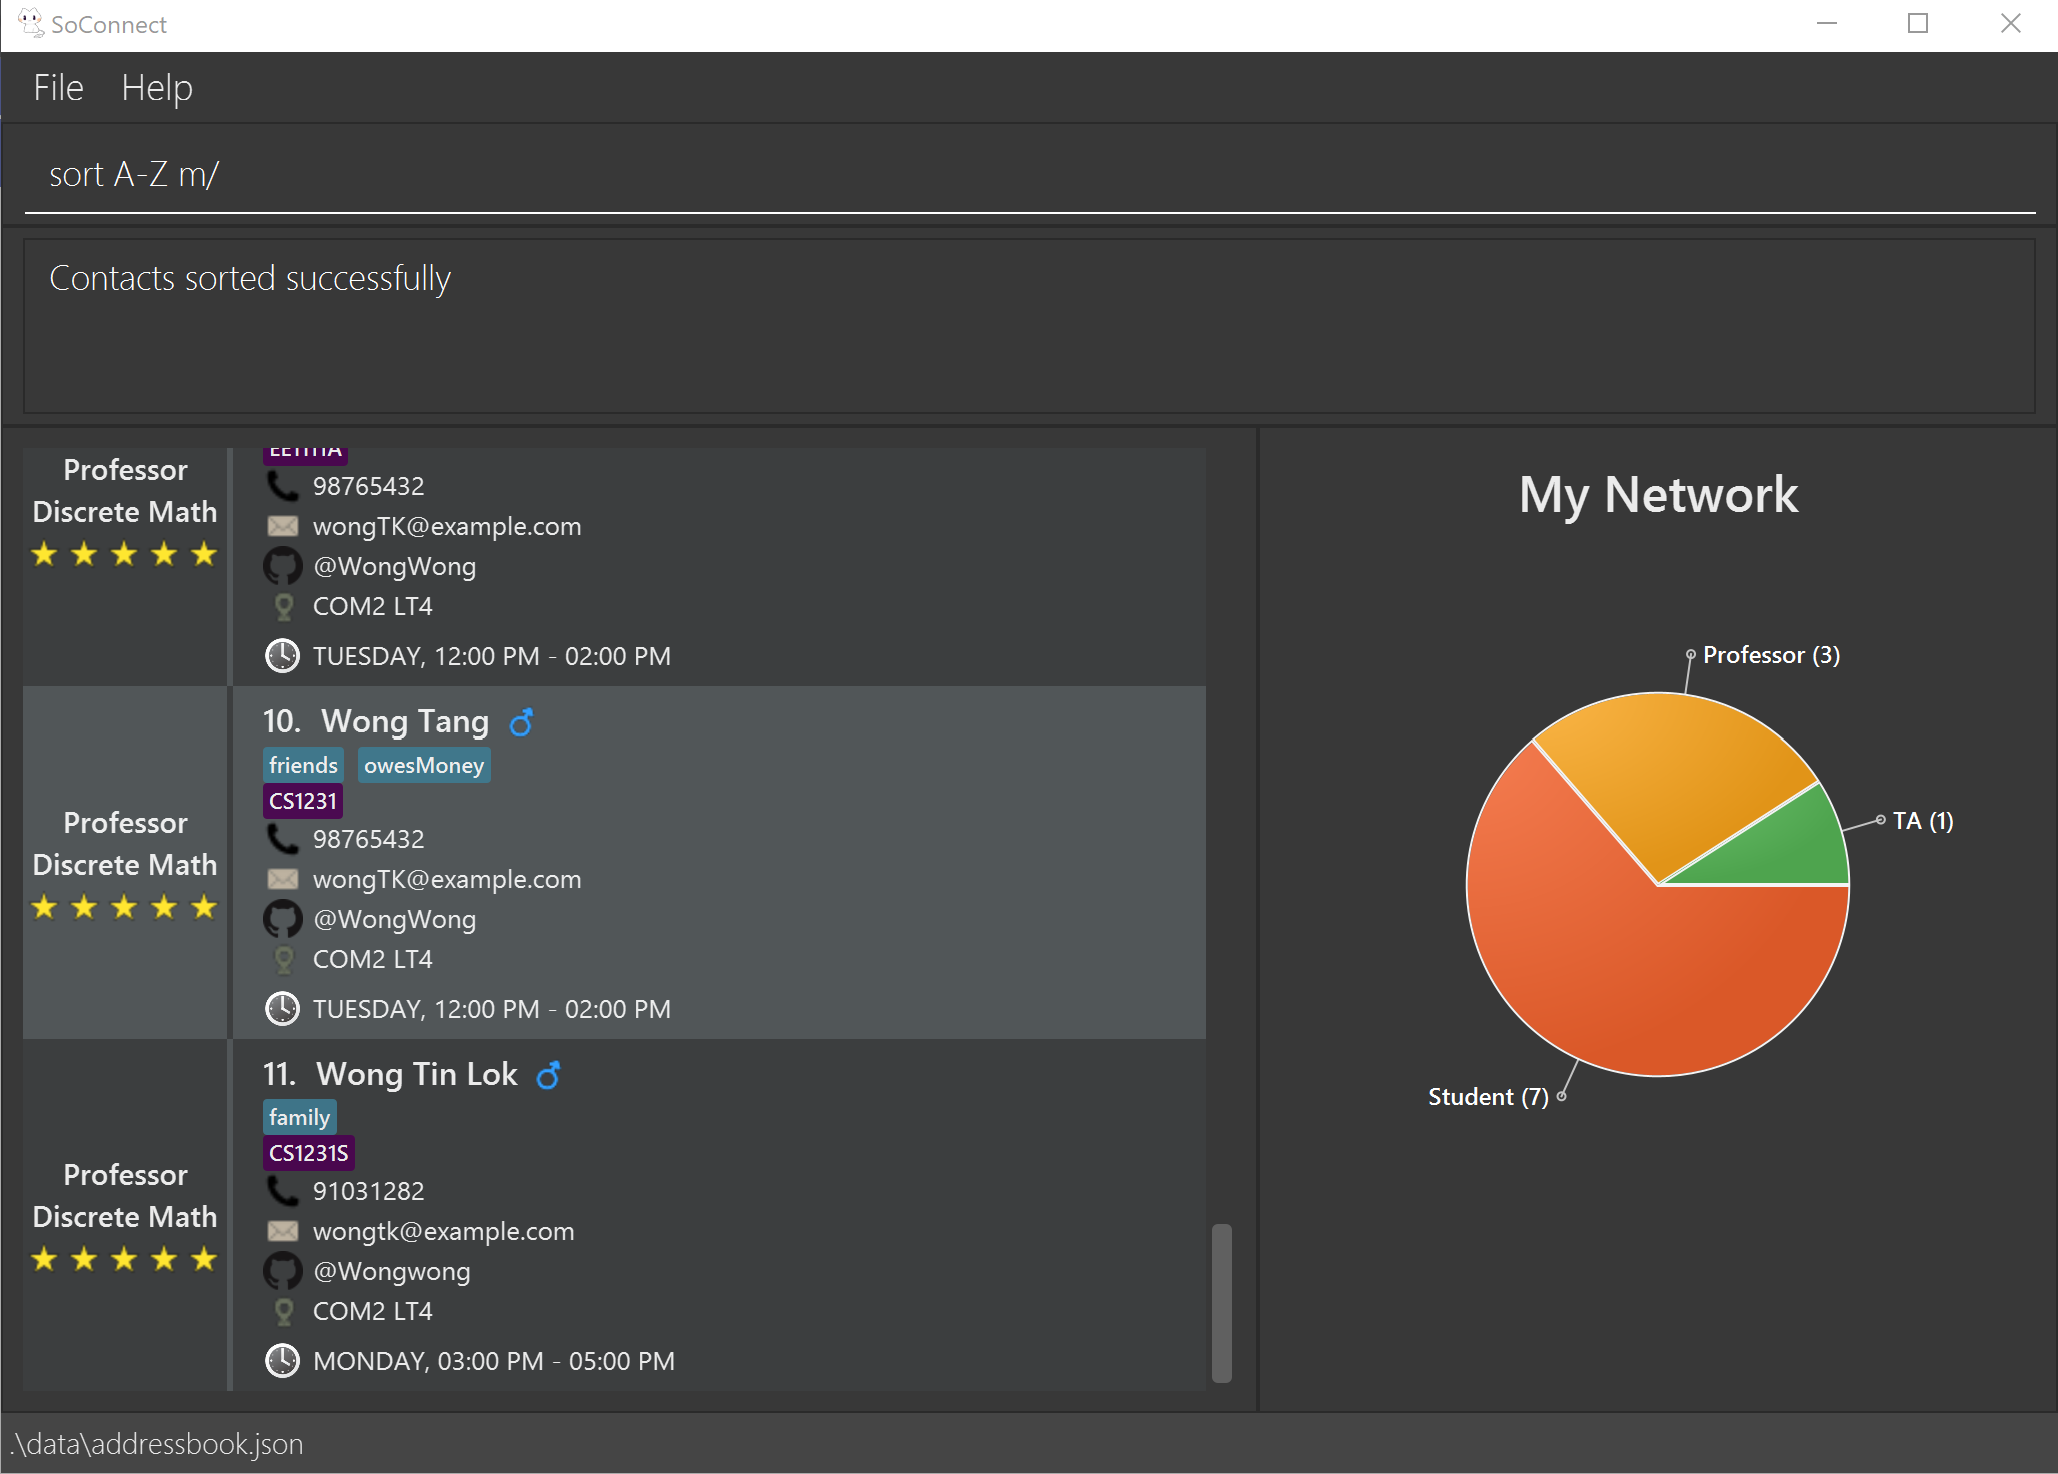 SoConnect
File Help
sort A-Z m/
Contacts sorted successfully
Professor
Discrete Math
98765432
wongTK@example.com
@WongWong
COM2 LT4
TUESDAY, 12:00 PM - 02:00 PM
Professor
Discrete Math
10. Wong Tang
friends owesMoney
CS1231
98765432
wongTK@example.com
@WongWong
COM2 LT4
TUESDAY, 12:00 PM - 02:00 PM
Professor
Discrete Math
11. Wong Tin Lok
family
CS1231S
91031282
wongtk@example.com
@Wongwong
COM2 LT4
MONDAY, 03:00 PM - 05:00 PM
My Network
Professor (3)
TA (1)
Student (7)
.\data\addressbook.json